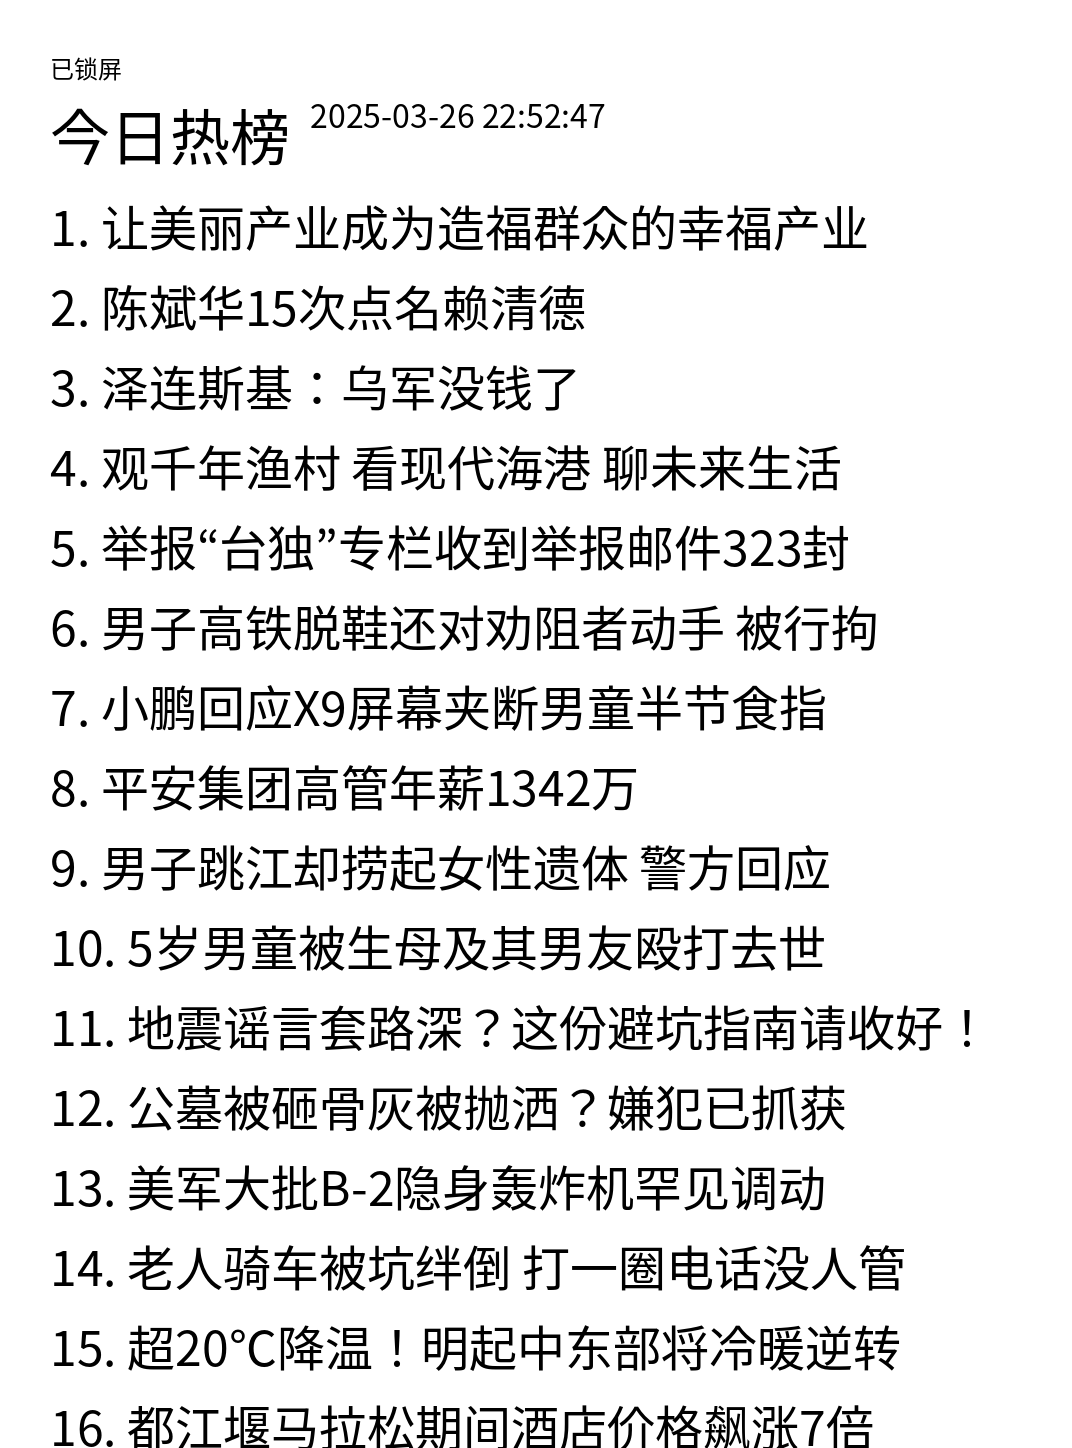 已锁屏
今日热榜 2025-03-26 22:52:47
1. 让美丽产业成为造福群众的幸福产业
2. 陈斌华15次点名赖清德
3. 泽连斯基：乌军没钱了
4. 观千年渔村 看现代海港 聊未来生活
5. 举报“台独”专栏收到举报邮件323封
6. 男子高铁脱鞋还对劝阻者动手 被行拘
7. 小鹏回应X9屏幕夹断男童半节食指
8. 平安集团高管年薪1342万
9. 男子跳江却捞起女性遗体 警方回应
10. 5岁男童被生母及其男友殴打去世
11. 地震谣言套路深？这份避坑指南请收好！
12. 公墓被砸骨灰被抛洒？嫌犯已抓获
13. 美军大批B-2隐身轰炸机罕见调动
14. 老人骑车被坑绊倒 打一圈电话没人管
15. 超20℃降温！明起中东部将冷暖逆转
16. 都江堰马拉松期间酒店价格飙涨7倍